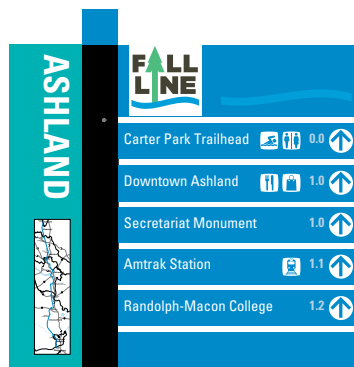 ASHLAND
FALL
LINE
Carter Park Trailhead 0.0
Downtown Ashland 1.0
Secretariat Monument 1.0
Amtrak Station 1.1
Randolph-Macon College 1.2